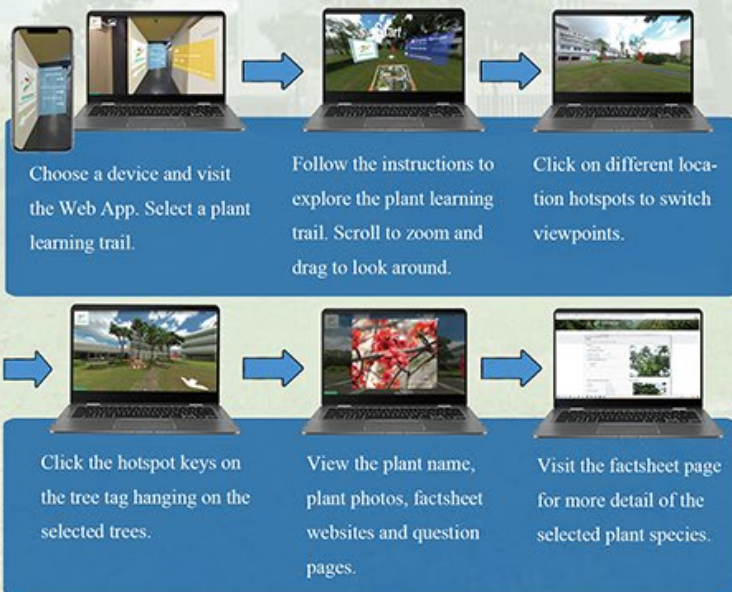 Start
Choose a device and visit
the Web App. Select a plant
learning trail.
Follow the instructions to
explore the plant learning
trail. Scroll to zoom and
drag to look around.
Click on different loca-
tion hotspots to switch
viewpoints.
Click the hotspot keys on
the tree tag hanging on the
selected trees.
View the plant name,
plant photos, factsheet
websites and question
pages.
Visit the factsheet page
for more detail of the
selected plant species.